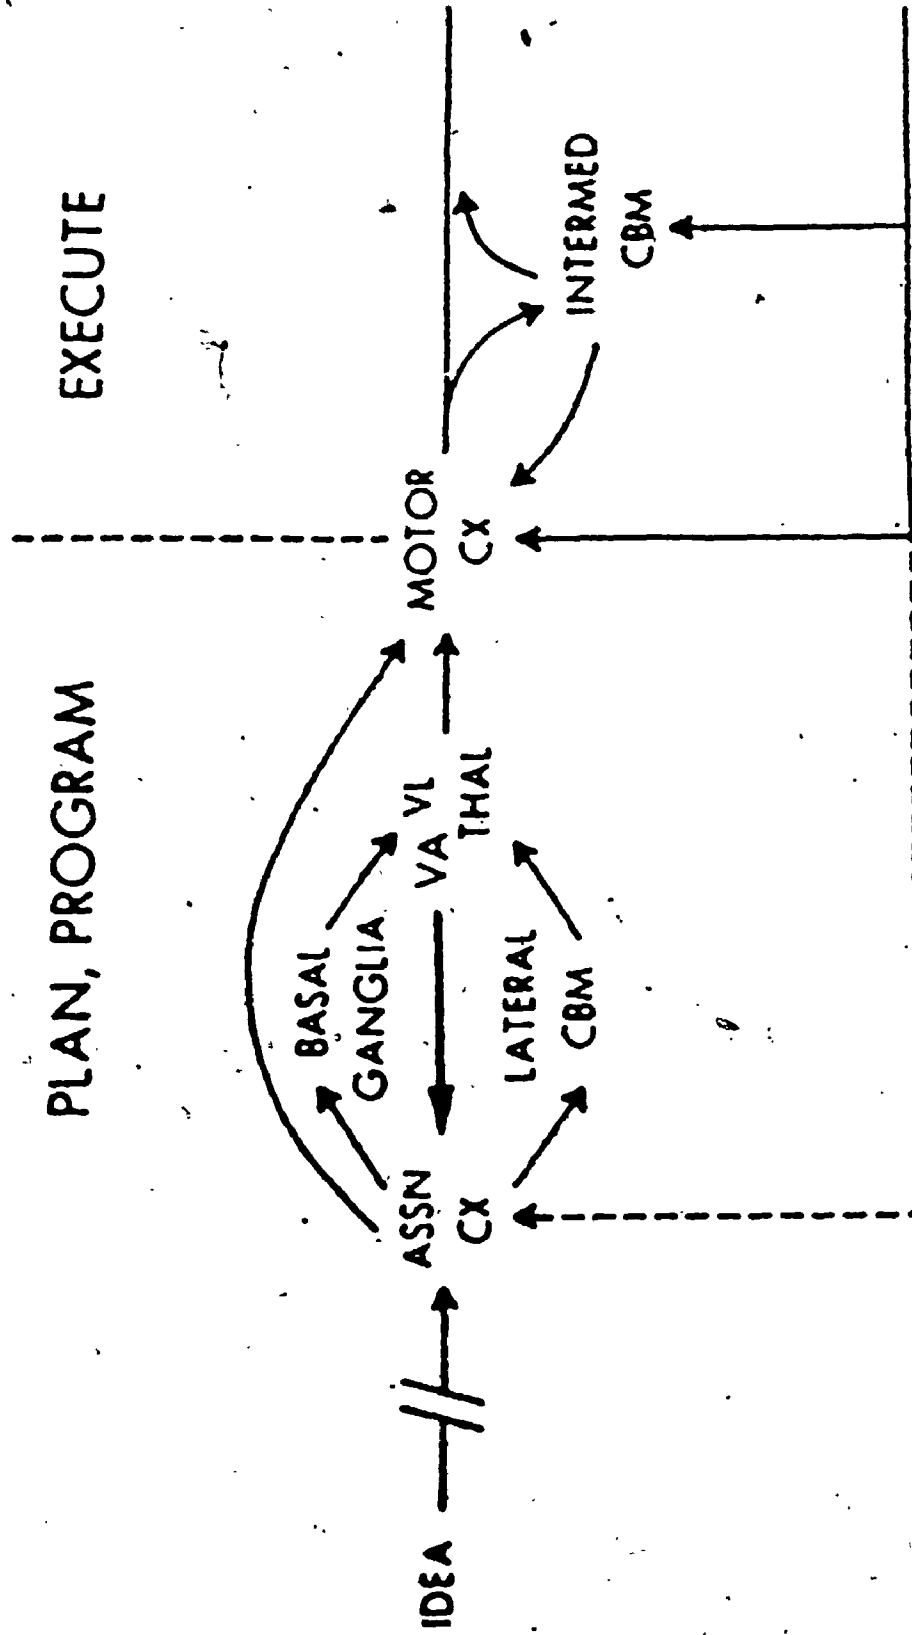 PLAN, PROGRAM
EXECUTE
IDEA
ASSN
CX
BASAL
GANGLIA
LATERAL
CBM
VA VL
THAL
MOTOR
CX
INTERMED
CBM